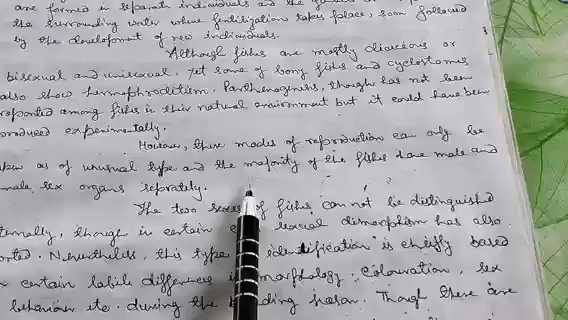 are formed in separate individuals and the
the surrounding water where fertilization takes place, soon followed
by the development of new individuals.
Although fishes are mostly dioecious or
bisexual and unisexual, yet some of bony fishes and cyclostomes
also show hermophroditism. Parthenogenesis, though has not been
reported among fishes in their natural environment but it could have been
produced experimentally.
However, these modes of reproduction can only be
as of unusual type and the majority of the fishes have male and
male sex organs seprately.
The two sexes of fishes can not be distinguished
ternally, though in certain sexual dimorphism has also
orted. Nevertheless, this type identification is chiefly based
certain labile differences morphology, colouration, sex
behaviour etc. during the ding season. Though there are